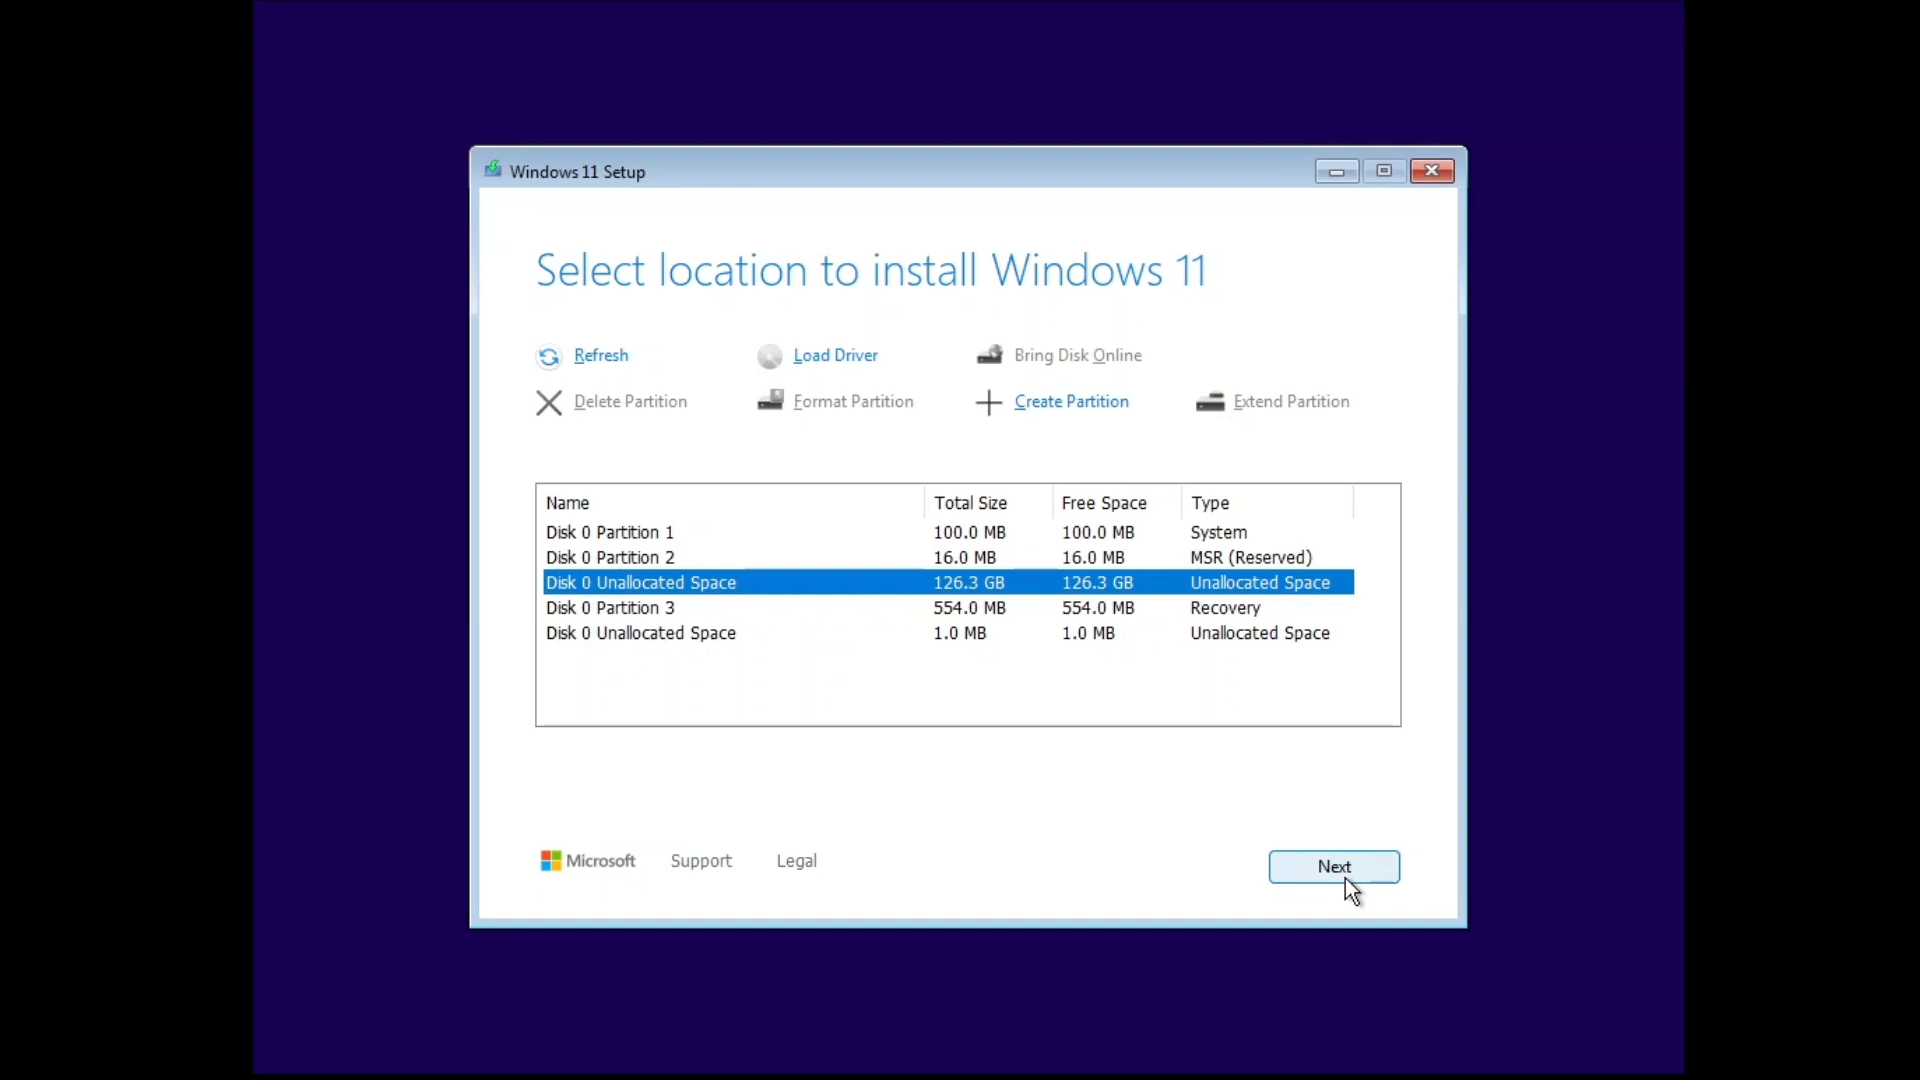 Windows 11 Setup
Select location to install Windows 11
Refresh Load Driver Bring Disk Online
Delete Partition Format Partition Create Partition Extend Partition
Name Total Size Free Space Type
Disk 0 Partition 1 100.0 MB 100.0 MB System
Disk 0 Partition 2 16.0 MB 16.0 MB MSR (Reserved)
Disk 0 Unallocated Space 126.3 GB 126.3 GB Unallocated Space
Disk 0 Partition 3 554.0 MB 554.0 MB Recovery
Disk 0 Unallocated Space 1.0 MB 1.0 MB Unallocated Space
Microsoft Support Legal Next